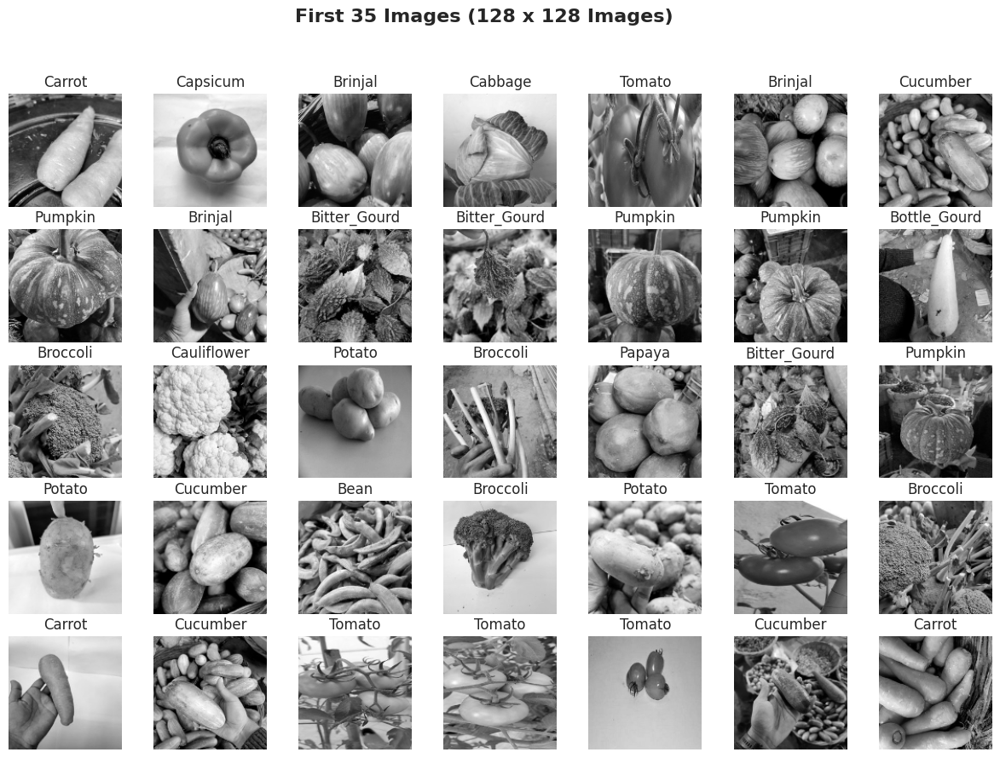 First 35 Images (128 x 128 Images)
Carrot Capsicum Brinjal Cabbage Tomato Brinjal Cucumber
Pumpkin Brinjal Bitter_Gourd Bitter_Gourd Pumpkin Pumpkin Bottle_Gourd
Broccoli Cauliflower Potato Broccoli Papaya Bitter_Gourd Pumpkin
Potato Cucumber Bean Broccoli Potato Tomato Broccoli
Carrot Cucumber Tomato Tomato Tomato Cucumber Carrot